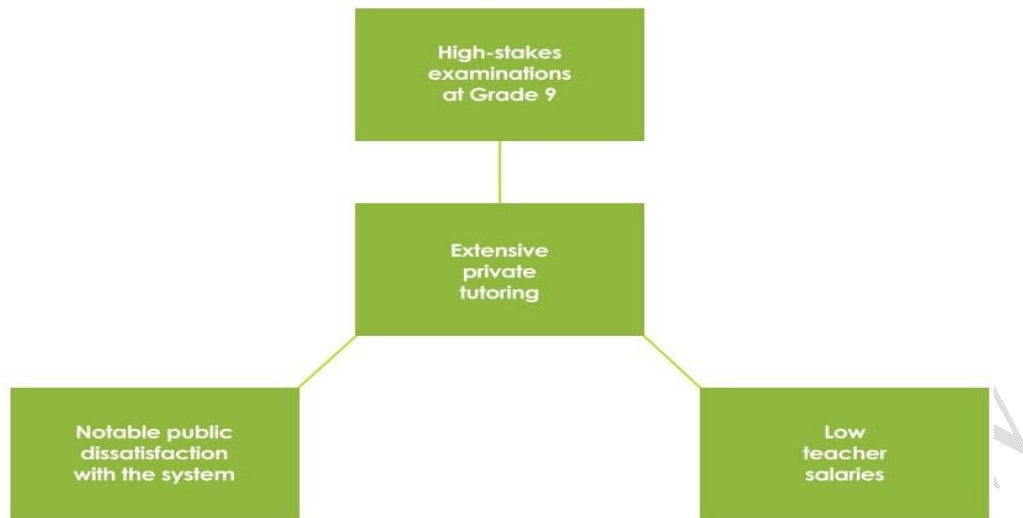 High-stakes
examinations
at Grade 9
Extensive
private
tutoring
Notable public
dissatisfaction
with the system
Low
teacher
salaries